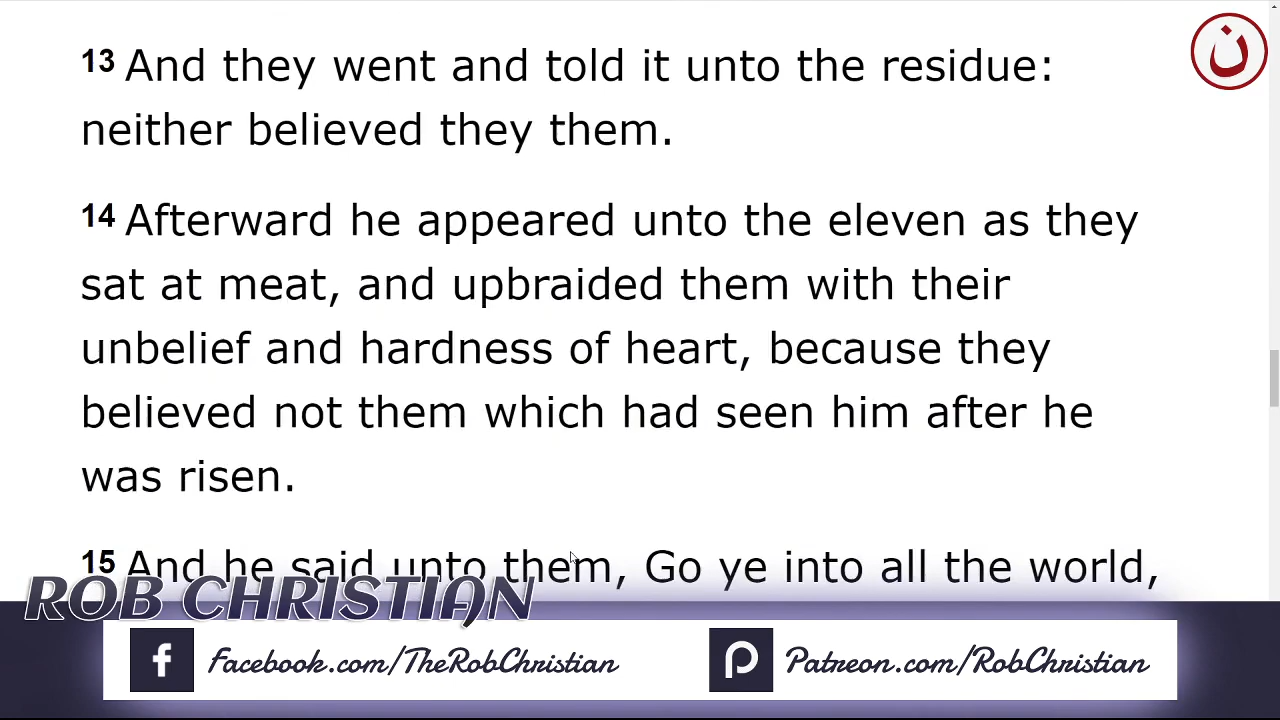 13 And they went and told it unto the residue:
neither believed they them.
14 Afterward he appeared unto the eleven as they
sat at meat, and upbraided them with their
unbelief and hardness of heart, because they
believed not them which had seen him after he
was risen.
15 And he said unto them, Go ye into all the world,
ن
ROB CHRISTIAN
Facebook.com/TheRobChristian
Patreon.com/RobChristian